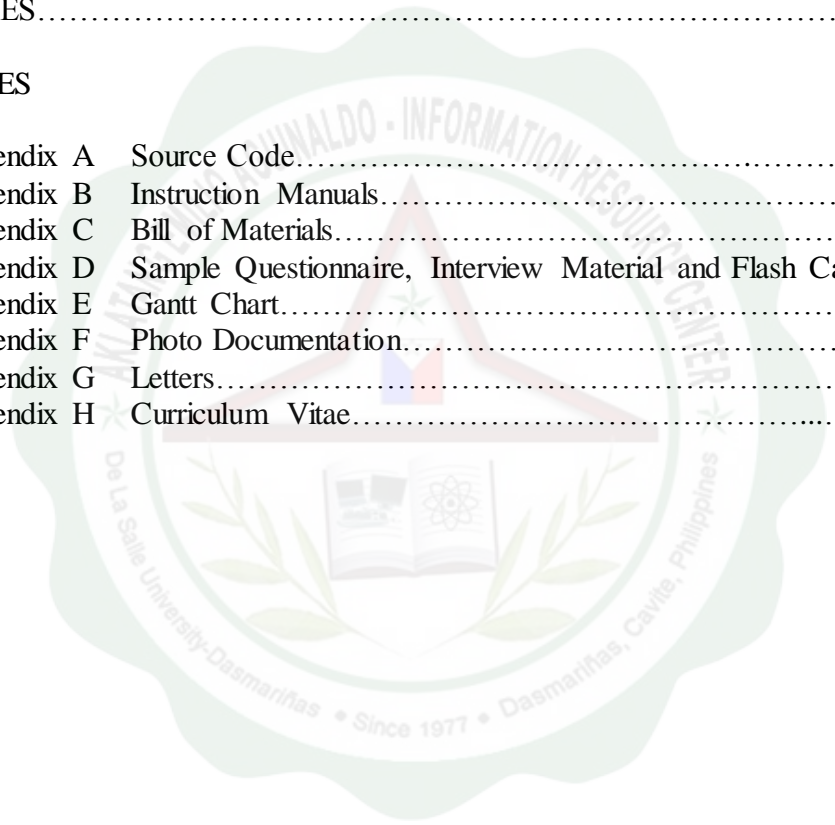 ES……………………………………………………………………
ES
endix A Source Code……………………………………….………
endix B Instruction Manuals…………………………………………
endix C Bill of Materials………………………………………………
endix D Sample Questionnaire, Interview Material and Flash Ca
endix E Gantt Chart……………………………………………………
endix F Photo Documentation………………………………………
endix G Letters…………………………………………………………
endix H Curriculum Vitae……………………………………...…
AKLATANG EMILIO AGUINALDO - INFORMATION RESOURCE CENTER
De La Salle University-Dasmariñas • Since 1977 • Dasmariñas, Cavite, Philippines